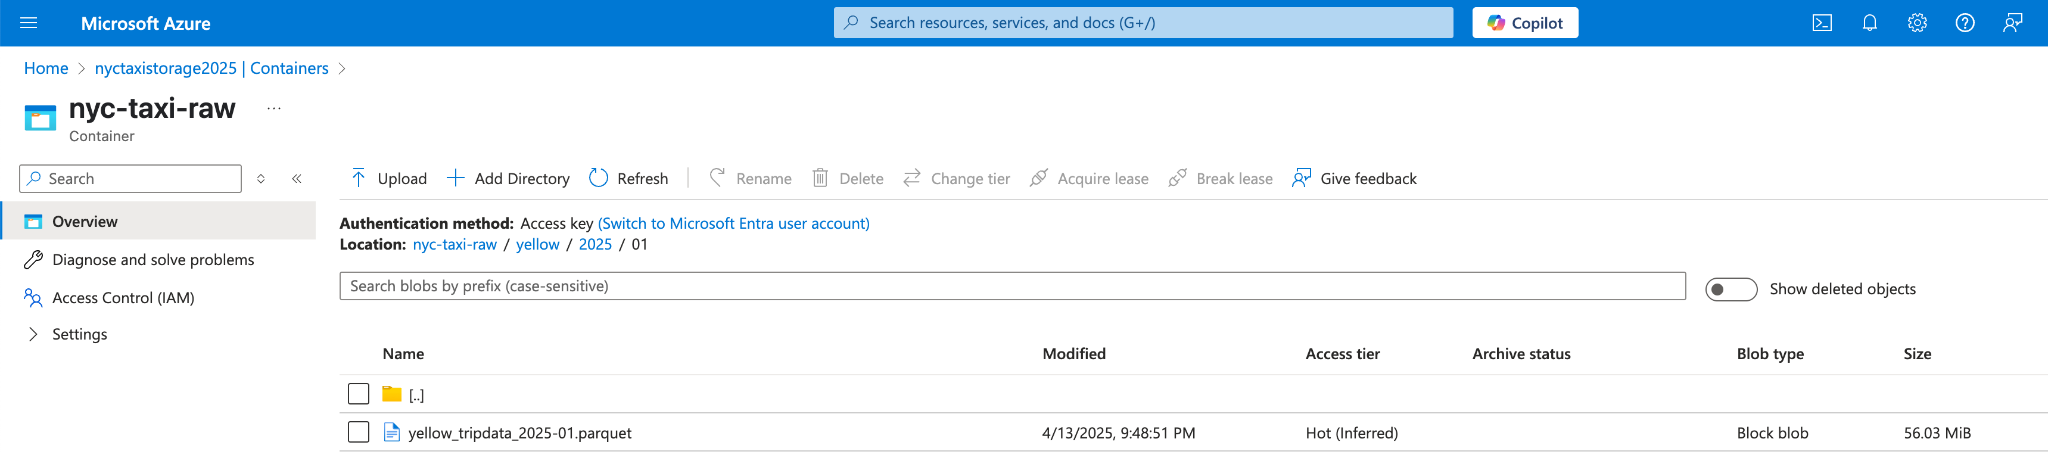 Microsoft Azure
Search resources, services, and docs (G+/)
Copilot
Home > nyctaxistorage2025 | Containers >
nyc-taxi-raw ...
Container
Search
Overview
Diagnose and solve problems
Access Control (IAM)
Settings
Upload Add Directory Refresh Rename Delete Change tier Acquire lease Break lease Give feedback
Authentication method: Access key (Switch to Microsoft Entra user account)
Location: nyc-taxi-raw / yellow / 2025 / 01
Search blobs by prefix (case-sensitive)
Show deleted objects
Name Modified Access tier Archive status Blob type Size
[..]
yellow_tripdata_2025-01.parquet 4/13/2025, 9:48:51 PM Hot (Inferred) Block blob 56.03 MiB